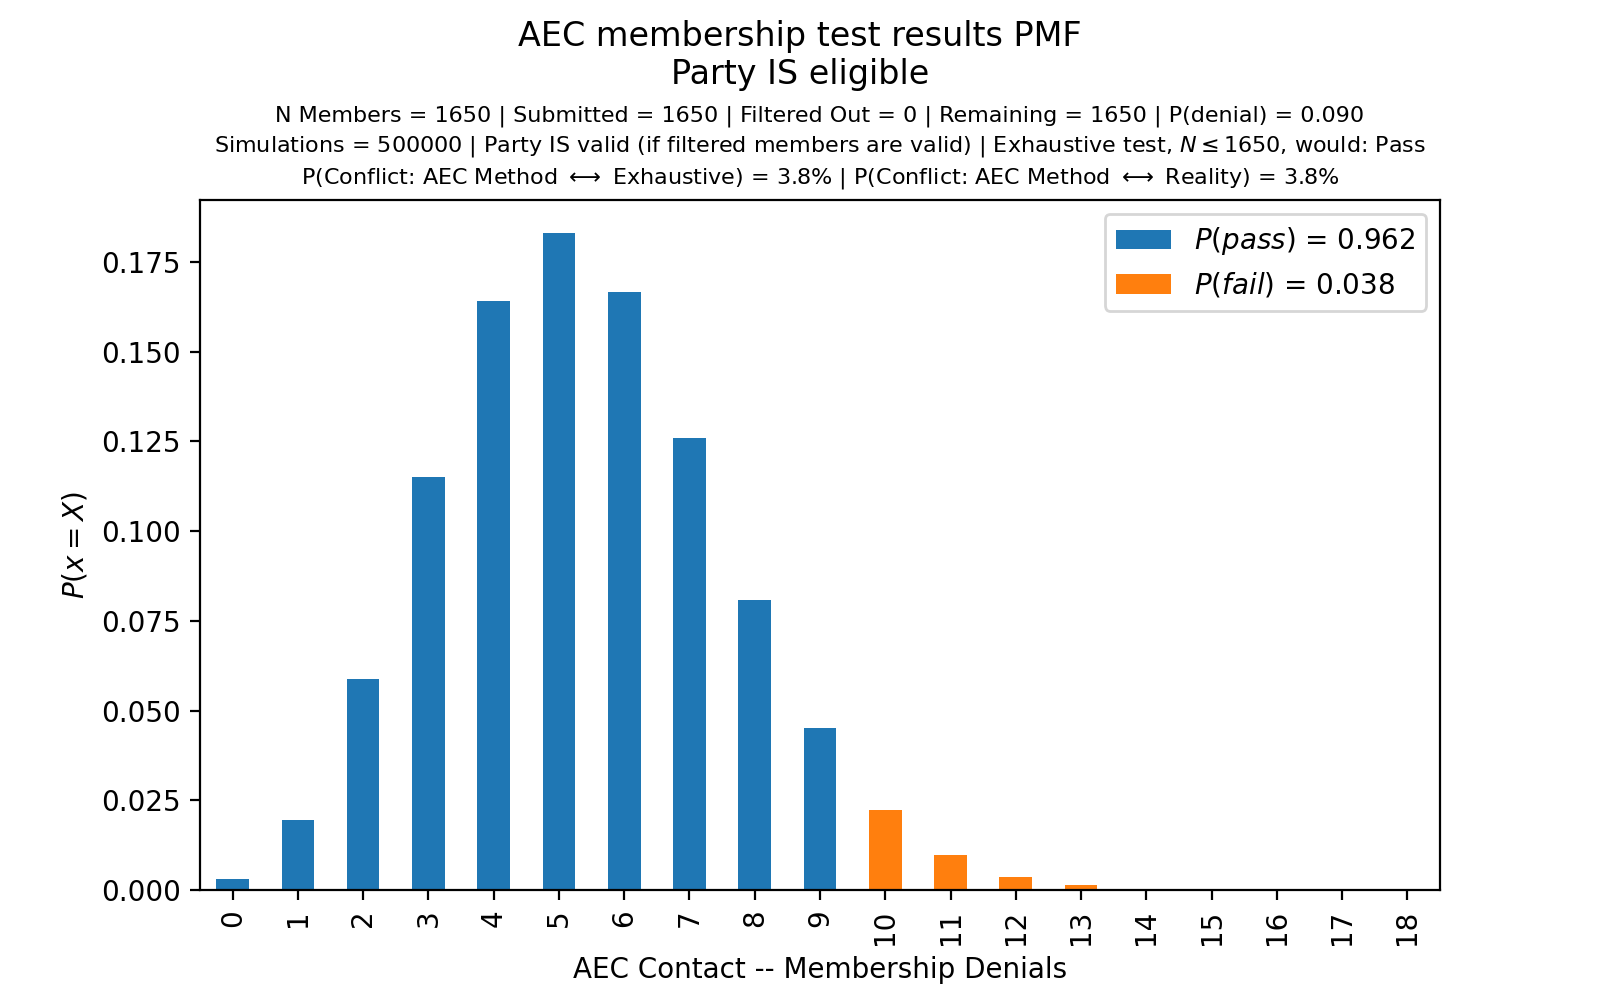 AEC membership test results PMF
Party IS eligible
N Members = 1650 | Submitted = 1650 | Filtered Out = 0 | Remaining = 1650 | P(denial) = 0.090
Simulations = 500000 | Party IS valid (if filtered members are valid) | Exhaustive test, N ≤ 1650, would: Pass
P(Conflict: AEC Method ⟷ Exhaustive) = 3.8% | P(Conflict: AEC Method ⟷ Reality) = 3.8%
P(pass) = 0.962
P(fail) = 0.038
0.175
0.150
0.125
0.100
0.075
0.050
0.025
0.000
P(x = X)
0 1 2 3 4 5 6 7 8 9 10 11 12 13 14 15 16 17 18
AEC Contact -- Membership Denials